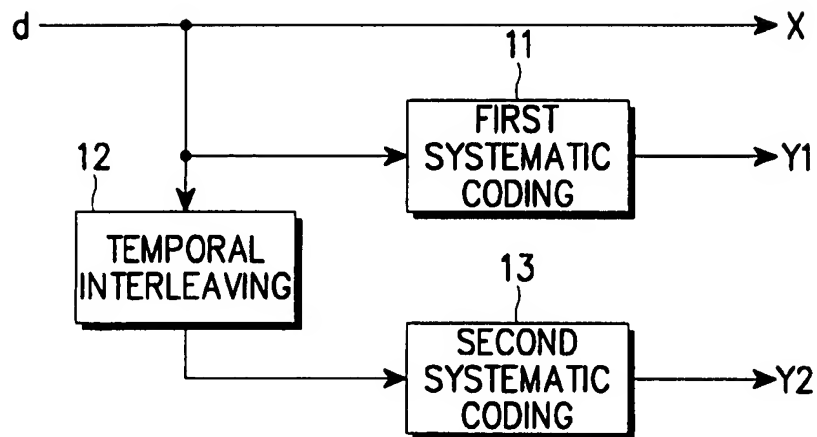 d
X
11
FIRST
SYSTEMATIC
CODING
Y1
12
TEMPORAL
INTERLEAVING
13
SECOND
SYSTEMATIC
CODING
Y2